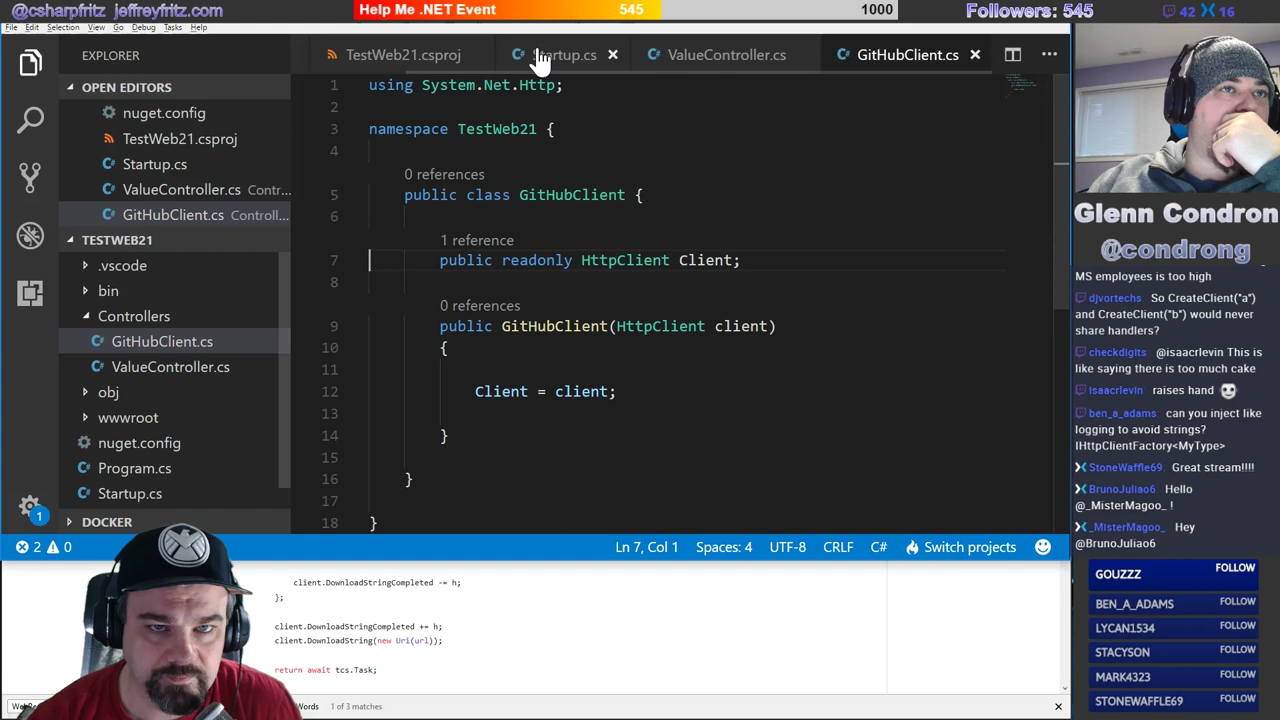 @csharpfritz jeffreyfritz.com
Help Me .NET Event 545 1000
Followers: 545
42 16
File Edit Selection View Go Debug Tasks Help
EXPLORER
OPEN EDITORS
nuget.config
TestWeb21.csproj
Startup.cs
ValueController.cs Contr...
GitHubClient.cs Controll...
TESTWEB21
.vscode
bin
Controllers
GitHubClient.cs
ValueController.cs
obj
wwwroot
nuget.config
Program.cs
Startup.cs
DOCKER
1
TestWeb21.csproj
Startup.cs
ValueController.cs
GitHubClient.cs
1 using System.Net.Http;
2
3 namespace TestWeb21 {
4
0 references
5 public class GitHubClient {
6
1 reference
7 public readonly HttpClient Client;
8
0 references
9 public GitHubClient(HttpClient client)
10 {
11
12 Client = client;
13
14 }
15
16 }
17
18 }
2 0
Ln 7, Col 1 Spaces: 4 UTF-8 CRLF C# Switch projects
client.DownloadStringCompleted -= h;
};
client.DownloadStringCompleted += h;
client.DownloadString(new Uri(url));
return await tcs.Task;
Words 1 of 3 matches
Glenn Condron
@condrong
MS employees is too high
djvortechs So CreateClient("a")
and CreateClient("b") would never
share handlers?
checkdigits @isaacrlevin This is
like saying there is too much cake
isaacrlevin raises hand
ben_a_adams can you inject like
logging to avoid strings?
IHttpClientFactory<MyType>
StoneWaffle69 Great stream!!!!
BrunoJuliao6 Hello
@_MisterMagoo_ !
_MisterMagoo_ Hey
@BrunoJuliao6
GOUZZZ FOLLOW
BEN_A_ADAMS FOLLOW
LYCAN1534 FOLLOW
STACYSON FOLLOW
MARK4323 FOLLOW
STONEWAFFLE69 FOLLOW